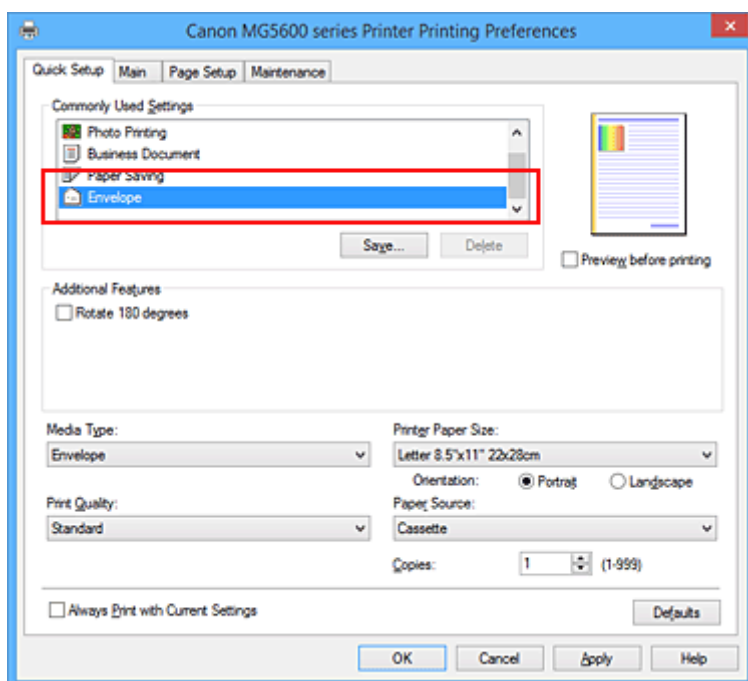 Canon MG5600 series Printer Printing Preferences
Quick Setup Main Page Setup Maintenance
Commonly Used Settings
Photo Printing
Business Document
Paper Saving
Envelope
Save... Delete
Preview before printing
Additional Features
Rotate 180 degrees
Media Type: Printer Paper Size:
Envelope Letter 8.5"x11" 22x28cm
Orientation: Portrait Landscape
Print Quality: Paper Source:
Standard Cassette
Copies: 1 (1-999)
Always Print with Current Settings Defaults
OK Cancel Apply Help